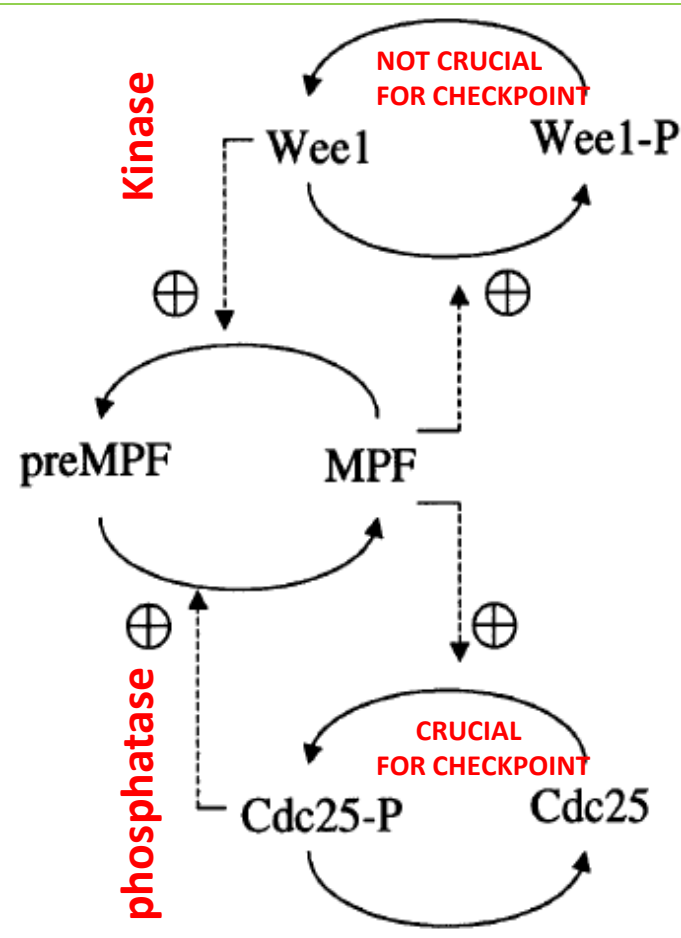 Kinase
NOT CRUCIAL
FOR CHECKPOINT
Wee1
Wee1-P
preMPF
MPF
phosphatase
CRUCIAL
FOR CHECKPOINT
Cdc25-P
Cdc25